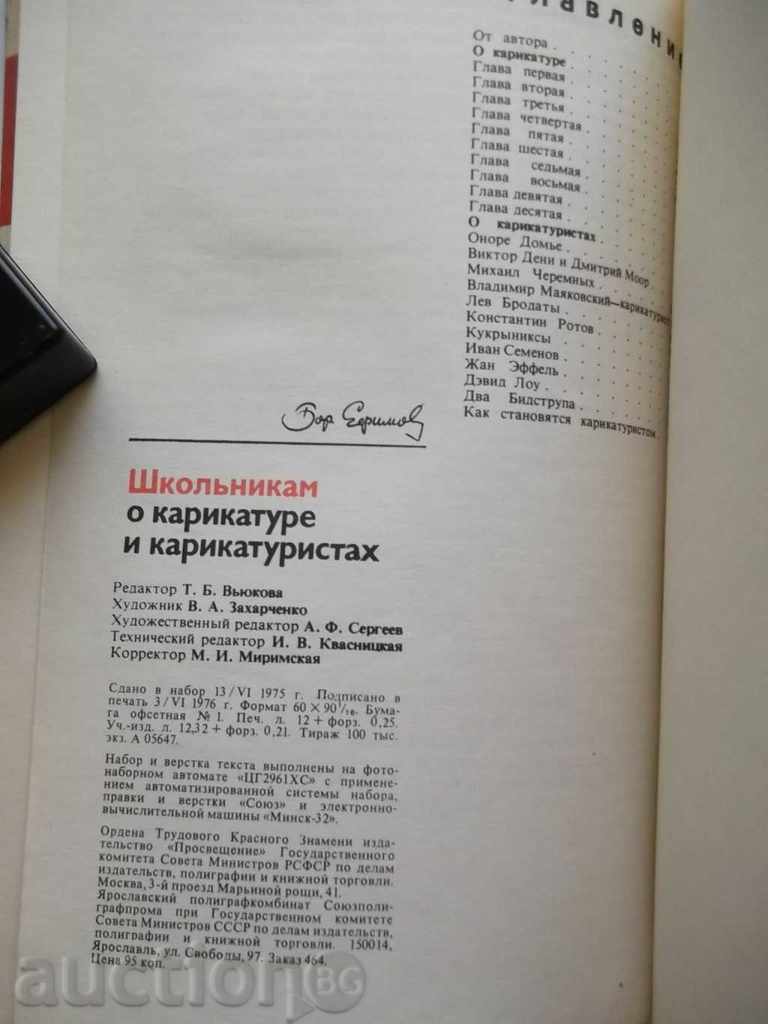 главление
От автора
О карикатуре
Глава первая
Глава вторая
Глава третья
Глава четвертая
Глава пятая
Глава шестая
Глава седьмая
Глава восьмая
Глава девятая
Глава десятая
О карикатуристах
Оноре Домье
Виктор Дени и Дмитрий Моор
Михаил Черемных
Владимир Маяковский—карикатурист
Лев Бродаты
Константин Ротов
Кукрыниксы
Иван Семенов
Жан Эффель
Дэвид Лоу
Два Бидструпа
Как становятся карикатуристом
Бор Ефимов
Школьникам
о карикатуре
и карикатуристах
Редактор Т. Б. Вьюкова
Художник В. А. Захарченко
Художественный редактор А. Ф. Сергеев
Технический редактор И. В. Квасницкая
Корректор М. И. Миримская
Сдано в набор 13/VI 1975 г. Подписано в
печать 3/VI 1976 г. Формат 60×90¹/₁₆. Бума-
га офсетная №1. Печ. л. 12+форз. 0,25.
Уч.-изд. л. 12,32+форз. 0,21. Тираж 100 тыс.
экз. А 05647.
Набор и верстка текста выполнены на фото-
наборном автомате «ЦГ2961ХС» с примене-
нием автоматизированной системы набора,
правки и верстки «Союз» и электронно-
вычислительной машины «Минск-32».
Ордена Трудового Красного Знамени изда-
тельство «Просвещение» Государственного
комитета Совета Министров РСФСР по делам
издательств, полиграфии и книжной торговли.
Москва, 3-й проезд Марьиной рощи, 41.
Ярославский полиграфкомбинат Союзполи-
графпрома при Государственном комитете
Совета Министров СССР по делам издательств,
полиграфии и книжной торговли. 150014,
Ярославль, ул. Свободы, 97. Заказ 464.
Цена 95 коп.
auction BG